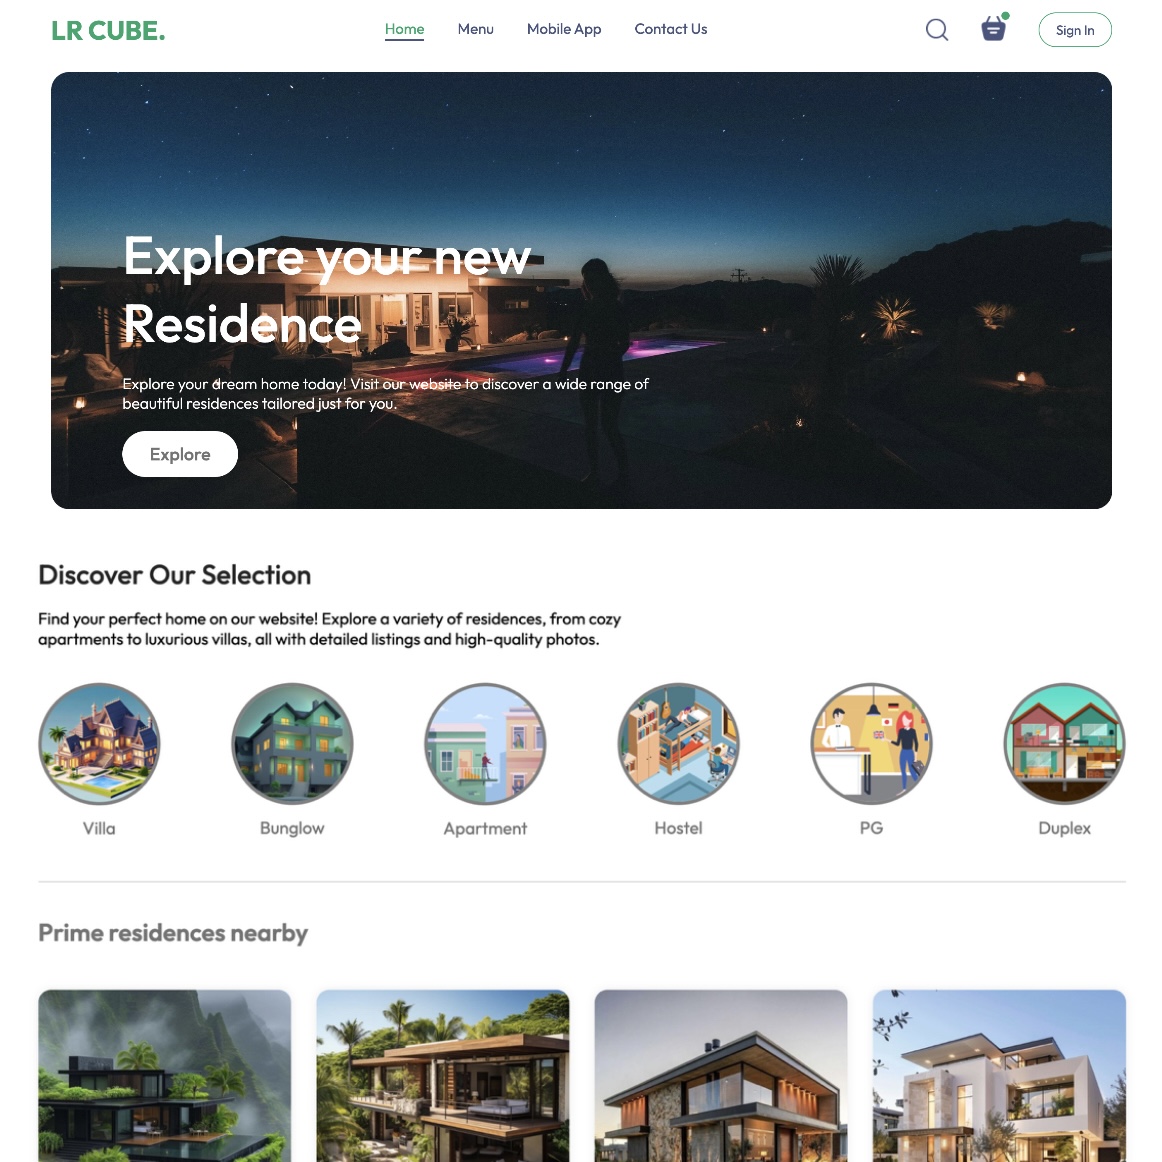 LR CUBE.
Home
Menu
Mobile App
Contact Us
Sign In
Explore your new
Residence
Explore your dream home today! Visit our website to discover a wide range of
beautiful residences tailored just for you.
Explore
Discover Our Selection
Find your perfect home on our website! Explore a variety of residences, from cozy
apartments to luxurious villas, all with detailed listings and high-quality photos.
Villa
Bunglow
Apartment
Hostel
PG
Duplex
Prime residences nearby